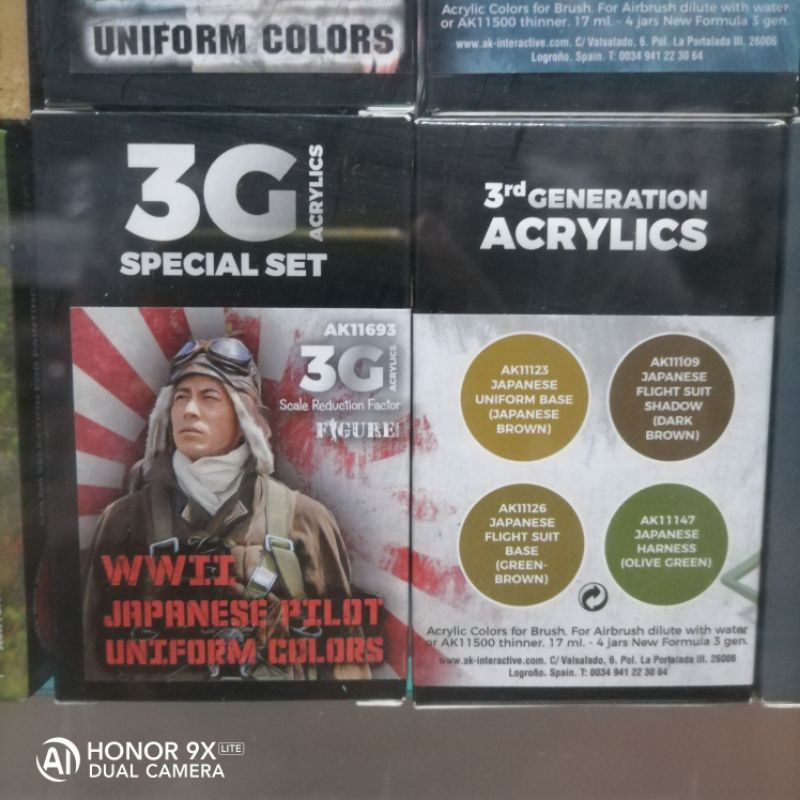 UNIFORM COLORS
Acrylic Colors for Brush. For Airbrush dilute with water
or AK11500 thinner. 17 ml. - 4 jars New Formula 3 gen.
www.ak-interactive.com. C/ Valsalado, 6. Pol. La Portalada III. 26006
Logroño. Spain. T: 0034 941 22 30 64
3G ACRYLICS
SPECIAL SET
AK11693
3G ACRYLICS
Scale Reduction Factor
FIGURE
WWII
JAPANESE PILOT
UNIFORM COLORS
3rd GENERATION
ACRYLICS
AK11123
JAPANESE
UNIFORM BASE
(JAPANESE
BROWN)
AK11109
JAPANESE
FLIGHT SUIT
SHADOW
(DARK
BROWN)
AK11126
JAPANESE
FLIGHT SUIT
BASE
(GREEN-
BROWN)
AK11147
JAPANESE
HARNESS
(OLIVE GREEN)
Acrylic Colors for Brush. For Airbrush dilute with water
or AK11500 thinner. 17 ml. - 4 jars New Formula 3 gen.
www.ak-interactive.com. C/ Valsalado, 6. Pol. La Portalada III. 26006
Logroño. Spain. T: 0034 941 22 30 64
AI HONOR 9X LITE
DUAL CAMERA